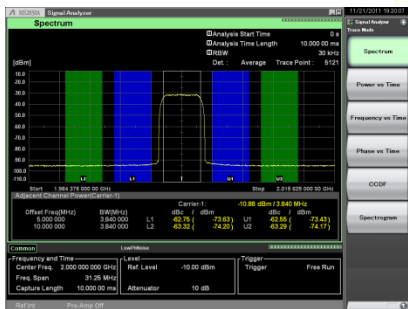 MS2830A Signal Analyzer
11/21/2011 19:30:07
Spectrum
Analysis Start Time 0 s
Analysis Time Length 10.000 00 ms
RBW 30 kHz
[dBm] Det. : Average Trace Point : 5121
10.0
0.0
-10.0
-20.0
-30.0
-40.0
-50.0
-60.0
-70.0
-80.0
-90.0
-100.0
-110.0
L2 L1 T U1 U2
Start 1.984 375 000 00 GHz Stop 2.015 625 000 00 GHz
Adjacent Channel Power(Carrier-1)
Carrier-1: -10.88 dBm / 3.840 MHz
Offset Freq(MHz) BW(MHz) dBc / dBm dBc / dBm
5.000 000 3.840 000 L1 -62.75 ( -73.63) U1 -62.55 ( -73.43)
10.000 000 3.840 000 L2 -63.32 ( -74.20) U2 -63.29 ( -74.17)
Common LowPhNoise
Frequency and Time Level Trigger
Center Freq. 2.000 000 000 GHz Ref. Level -10.00 dBm Trigger Free Run
Freq. Span 31.25 MHz
Capture Length 10.000 00 ms Attenuator 10 dB
Ref.Int Pre-Amp Off
Signal Analyzer
Trace Mode
Spectrum
Power vs Time
Frequency vs Time
Phase vs Time
CCDF
Spectrogram